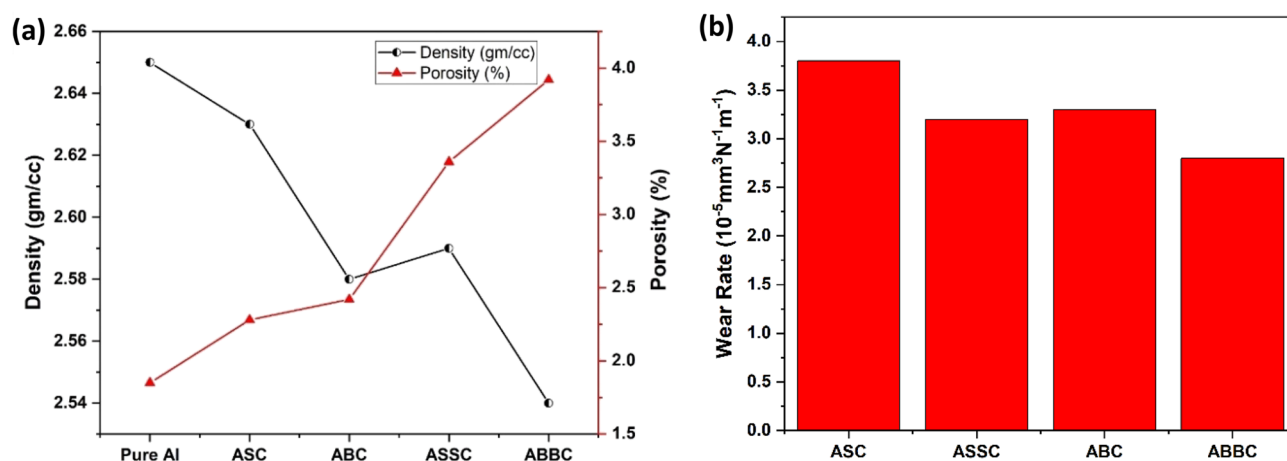 (a)
Density (gm/cc)
Porosity (%)
2.66
2.64
2.62
2.60
2.58
2.56
2.54
Density (gm/cc)
4.0
3.5
3.0
2.5
2.0
1.5
Porosity (%)
Pure Al ASC ABC ASSC ABBC
(b)
4.0
3.5
3.0
2.5
2.0
1.5
1.0
0.5
0.0
Wear Rate (10⁻⁵mm³N⁻¹m⁻¹)
ASC ASSC ABC ABBC